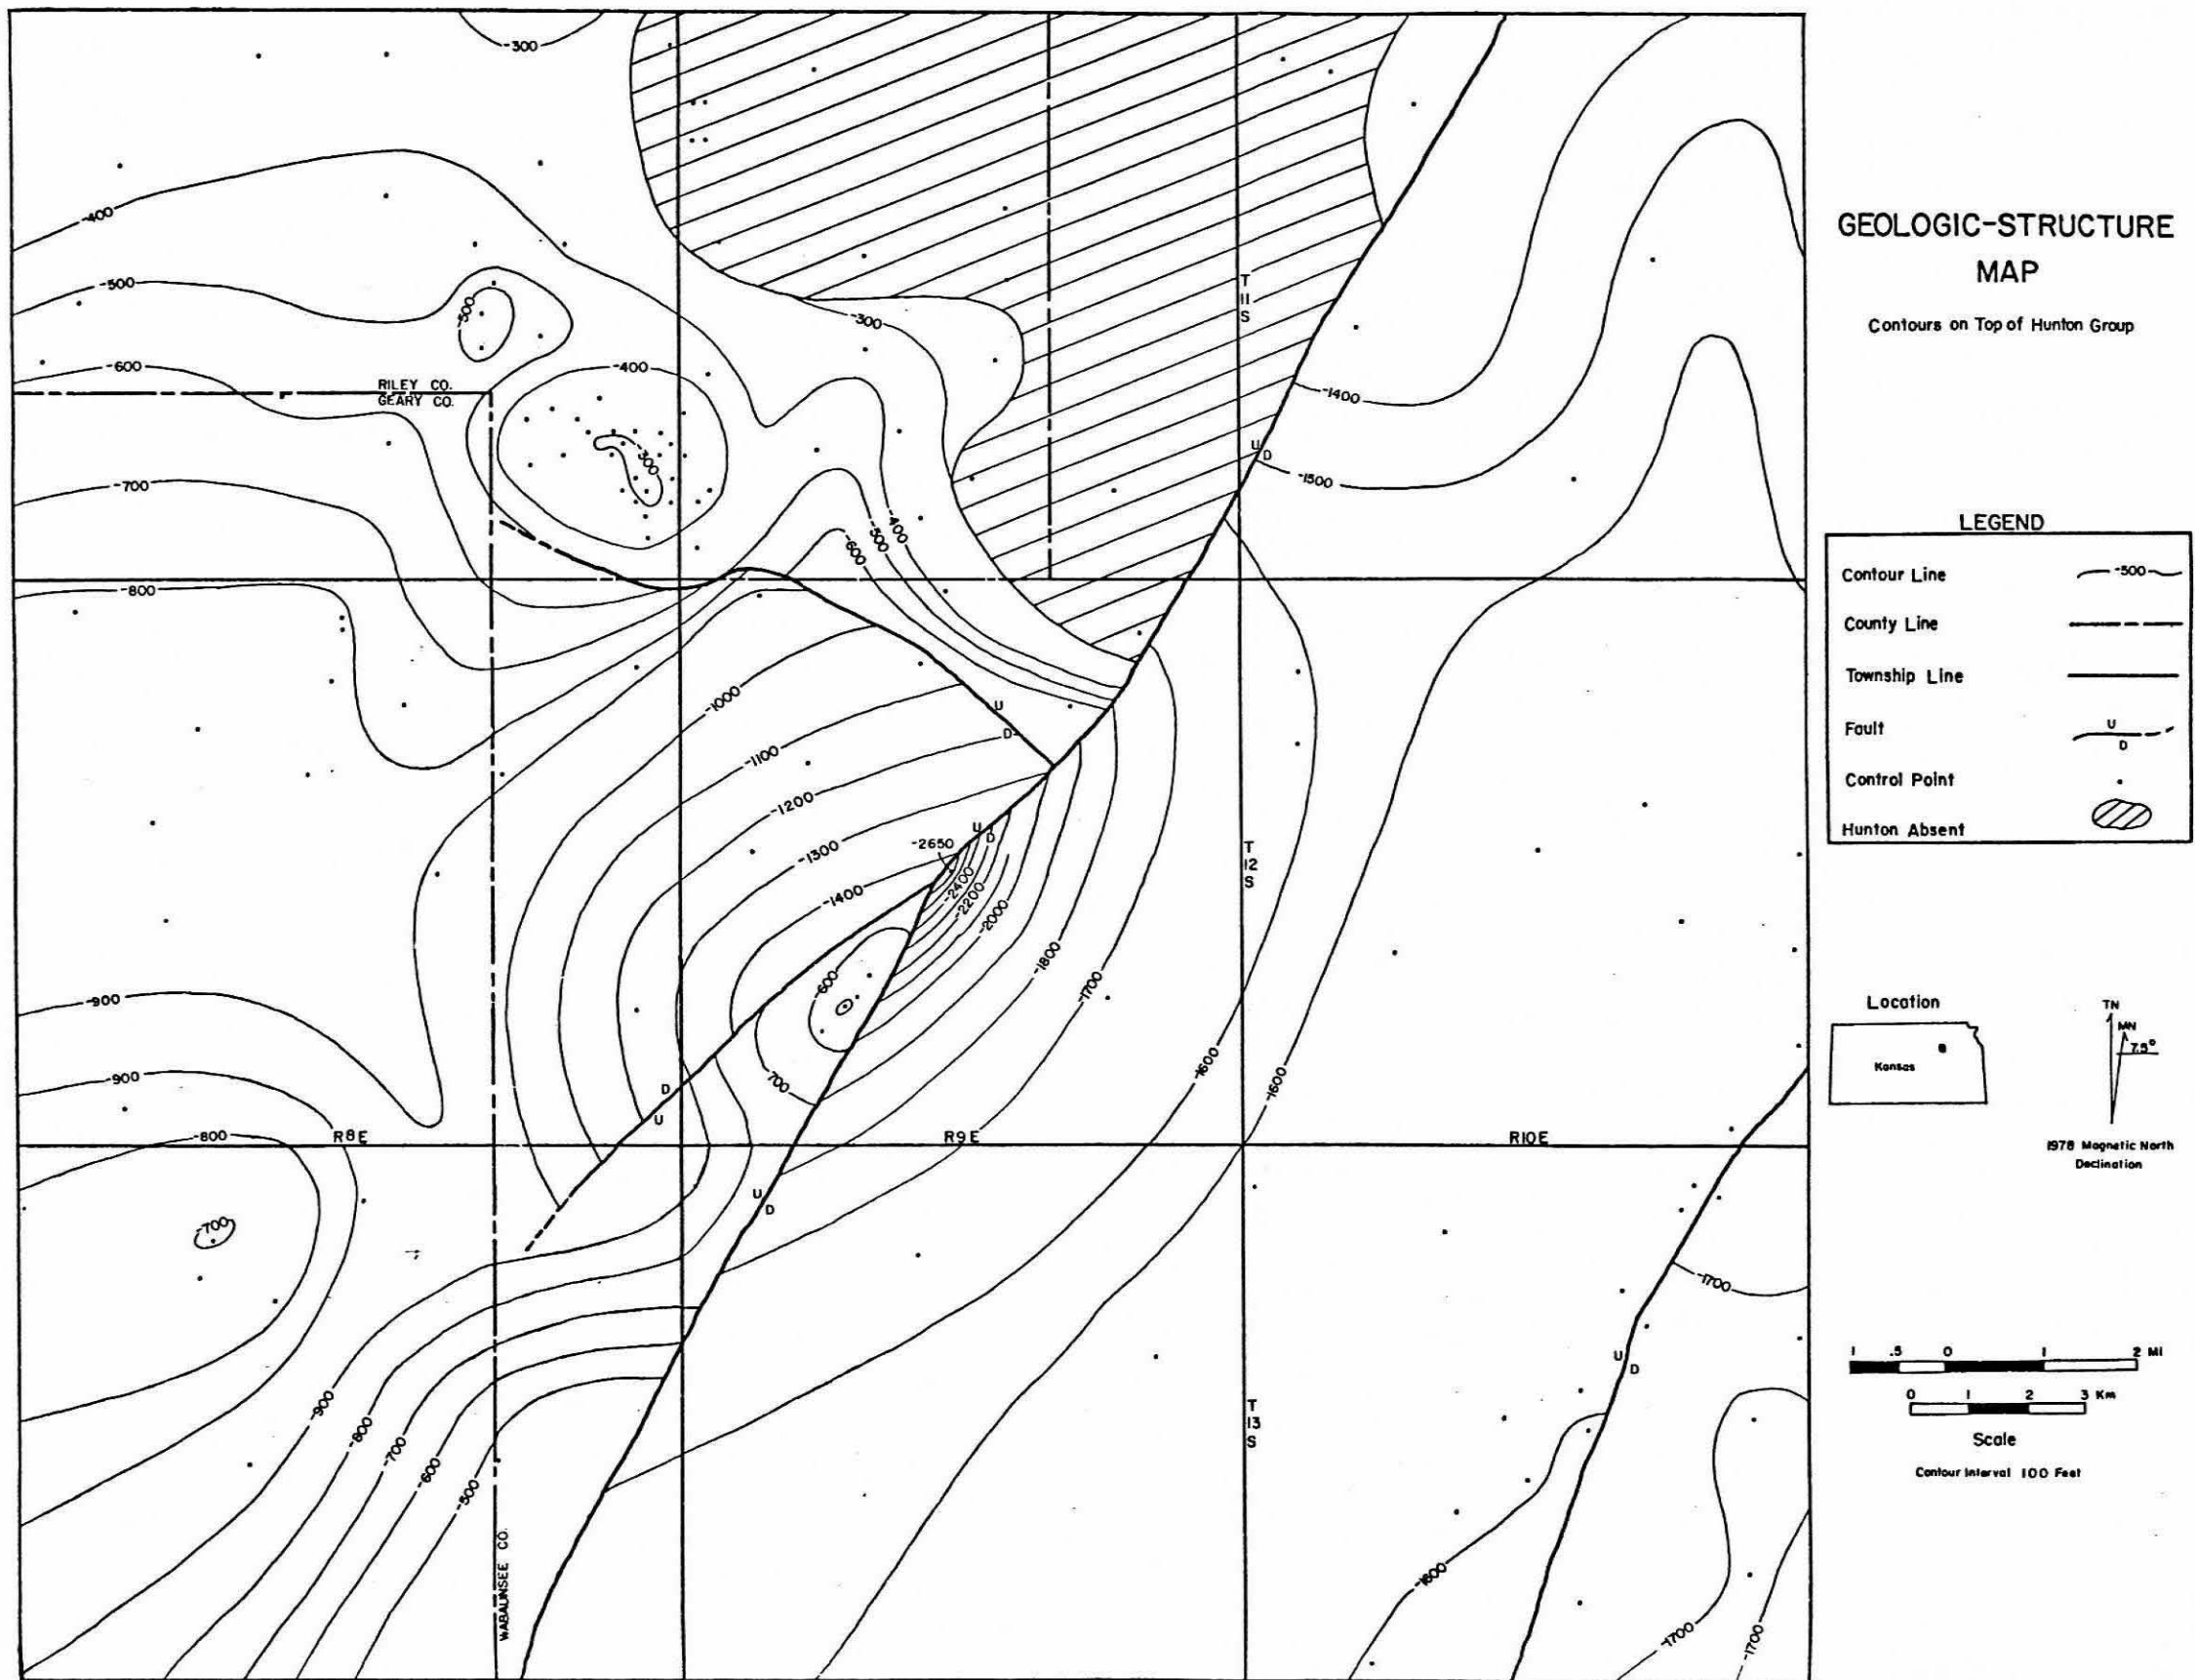 -300
-400
-500
-500
-600
-400
RILEY CO.
GEARY CO.
-300
-300
-700
-400
-500
-600
-800
T
11
S
-1400
U
D
-1500
-1000
U
D
-1100
-1200
-1300
-1400
U
D
-2650
-2400
-2200
-2000
T
12
S
-600
-1800
-1700
-900
-900
700
-1600
-1600
D
U
-800
R8E
R9E
R10E
-700
U
D
-1700
U
D
-900
-800
-700
-600
-500
T
13
S
-1600
-1700
-1700
WABAUNSEE CO.
GEOLOGIC-STRUCTURE
MAP
Contours on Top of Hunton Group
LEGEND
Contour Line -500
County Line
Township Line
Fault U D
Control Point
Hunton Absent
Location
Kansas
TN
MN
7.5°
1978 Magnetic North
Declination
1 .5 0 1 2 MI
0 1 2 3 Km
Scale
Contour Interval 100 Feet